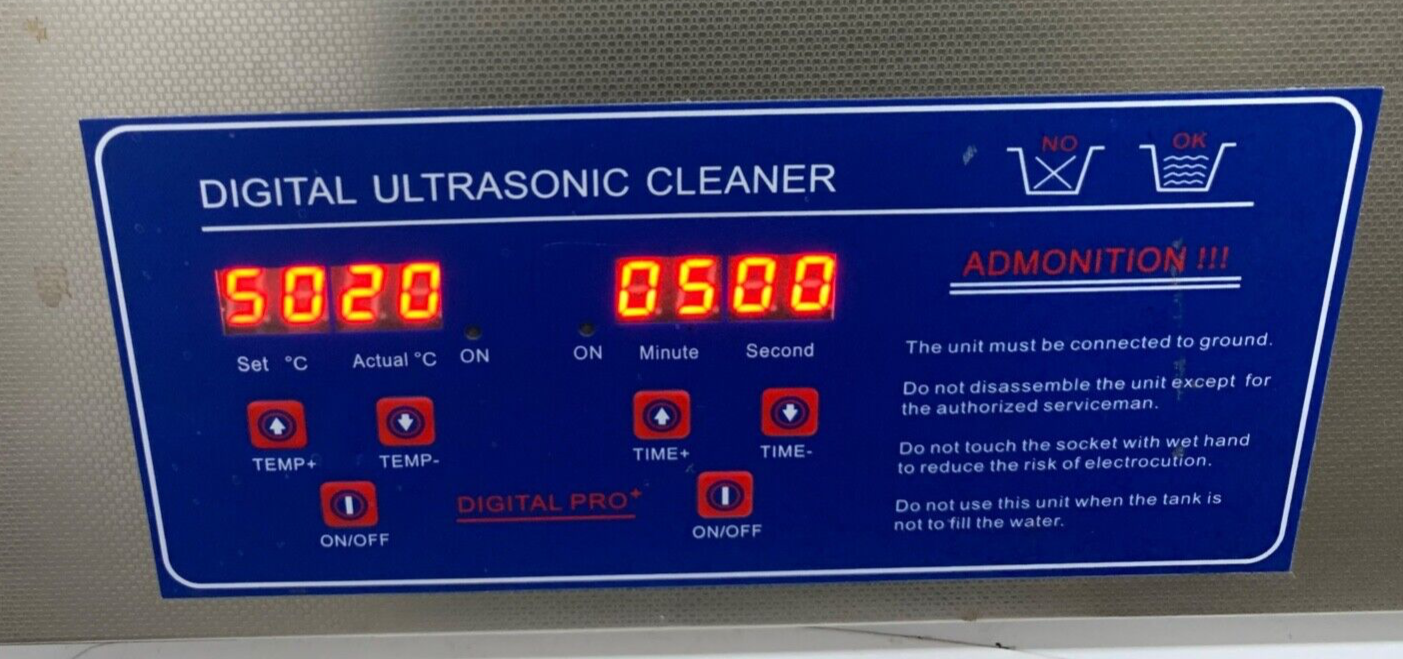 DIGITAL ULTRASONIC CLEANER
NO OK
5020 0500
Set °C Actual °C ON ON Minute Second
TEMP+ TEMP- TIME+ TIME-
ON/OFF DIGITAL PRO+ ON/OFF
ADMONITION !!!
The unit must be connected to ground.
Do not disassemble the unit except for
the authorized serviceman.
Do not touch the socket with wet hand
to reduce the risk of electrocution.
Do not use this unit when the tank is
not to fill the water.